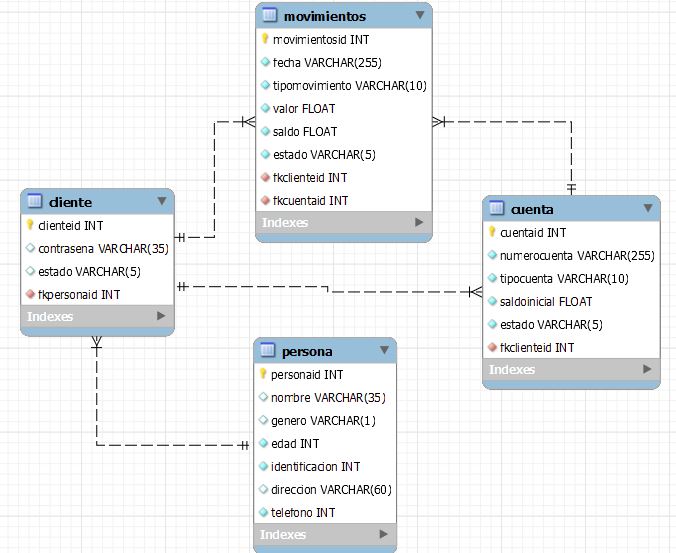 movimientos
movimientosid INT
fecha VARCHAR(255)
tipomovimiento VARCHAR(10)
valor FLOAT
saldo FLOAT
estado VARCHAR(5)
fkclienteid INT
fkcuentaid INT
Indexes
cliente
clienteid INT
contrasena VARCHAR(35)
estado VARCHAR(5)
fkpersonaid INT
Indexes
cuenta
cuentaid INT
numerocuenta VARCHAR(255)
tipocuenta VARCHAR(10)
saldoinicial FLOAT
estado VARCHAR(5)
fkclienteid INT
Indexes
persona
personaid INT
nombre VARCHAR(35)
genero VARCHAR(1)
edad INT
identificacion INT
direccion VARCHAR(60)
telefono INT
Indexes